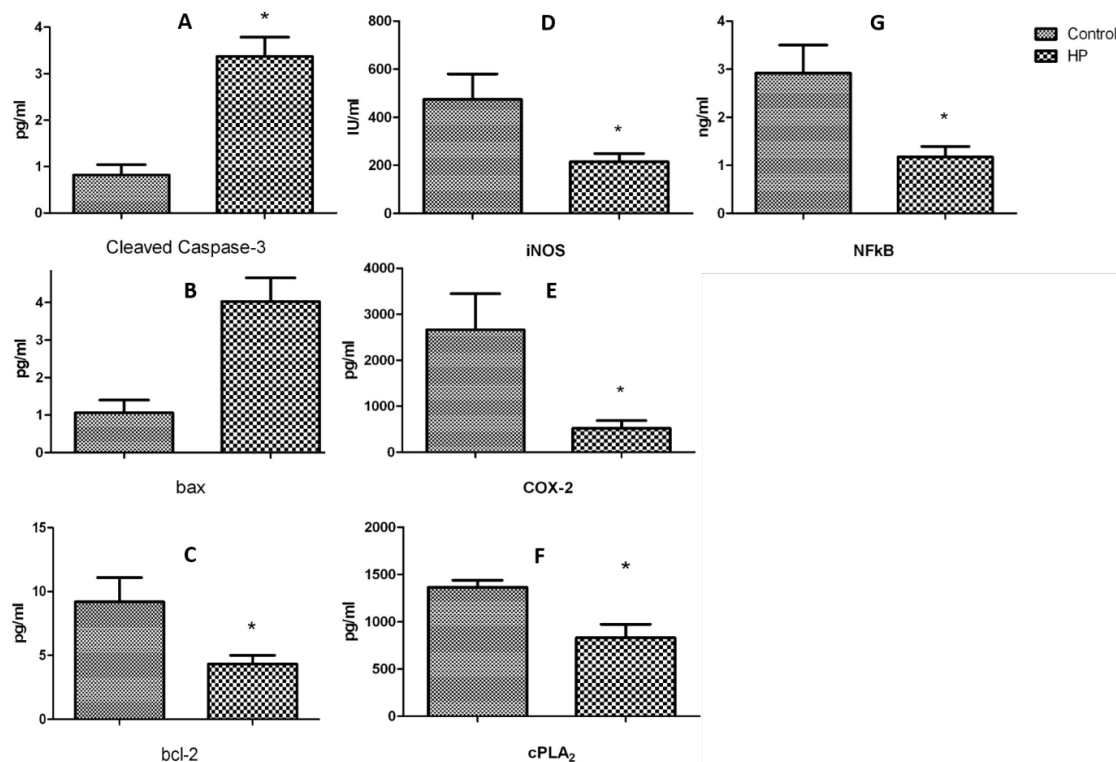 A
*
4
3
2
1
0
pg/ml
Cleaved Caspase-3
D
*
800
600
400
200
0
IU/ml
iNOS
G
*
4
3
2
1
0
ng/ml
NFkB
Control
HP
B
4
3
2
1
0
pg/ml
bax
E
*
4000
3000
2000
1000
0
pg/ml
COX-2
C
*
15
10
5
0
pg/ml
bcl-2
F
*
2000
1500
1000
500
0
pg/ml
cPLA₂